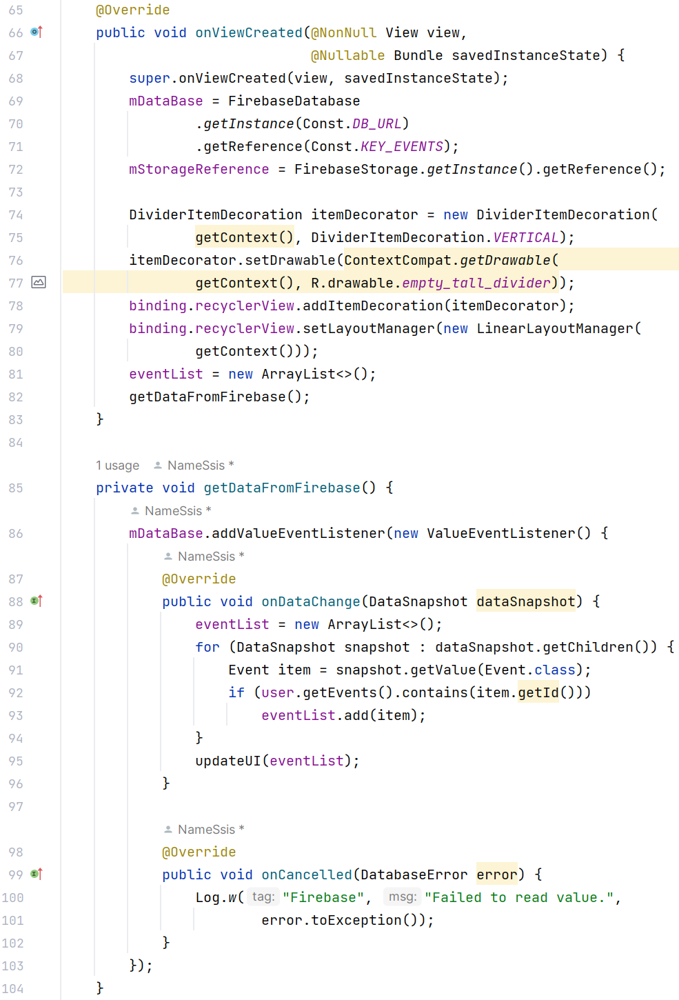 65 @Override
66 public void onViewCreated(@NonNull View view,
67 @Nullable Bundle savedInstanceState) {
68 super.onViewCreated(view, savedInstanceState);
69 mDataBase = FirebaseDatabase
70 .getInstance(Const.DB_URL)
71 .getReference(Const.KEY_EVENTS);
72 mStorageReference = FirebaseStorage.getInstance().getReference();
73
74 DividerItemDecoration itemDecorator = new DividerItemDecoration(
75 getContext(), DividerItemDecoration.VERTICAL);
76 itemDecorator.setDrawable(ContextCompat.getDrawable(
77 getContext(), R.drawable.empty_tall_divider));
78 binding.recyclerView.addItemDecoration(itemDecorator);
79 binding.recyclerView.setLayoutManager(new LinearLayoutManager(
80 getContext()));
81 eventList = new ArrayList<>();
82 getDataFromFirebase();
83 }
84
1 usage NameSsis *
85 private void getDataFromFirebase() {
NameSsis *
86 mDataBase.addValueEventListener(new ValueEventListener() {
NameSsis *
87 @Override
88 public void onDataChange(DataSnapshot dataSnapshot) {
89 eventList = new ArrayList<>();
90 for (DataSnapshot snapshot : dataSnapshot.getChildren()) {
91 Event item = snapshot.getValue(Event.class);
92 if (user.getEvents().contains(item.getId()))
93 eventList.add(item);
94 }
95 updateUI(eventList);
96 }
97
NameSsis *
98 @Override
99 public void onCancelled(DatabaseError error) {
100 Log.w( tag: "Firebase", msg: "Failed to read value.",
101 error.toException());
102 }
103 });
104 }